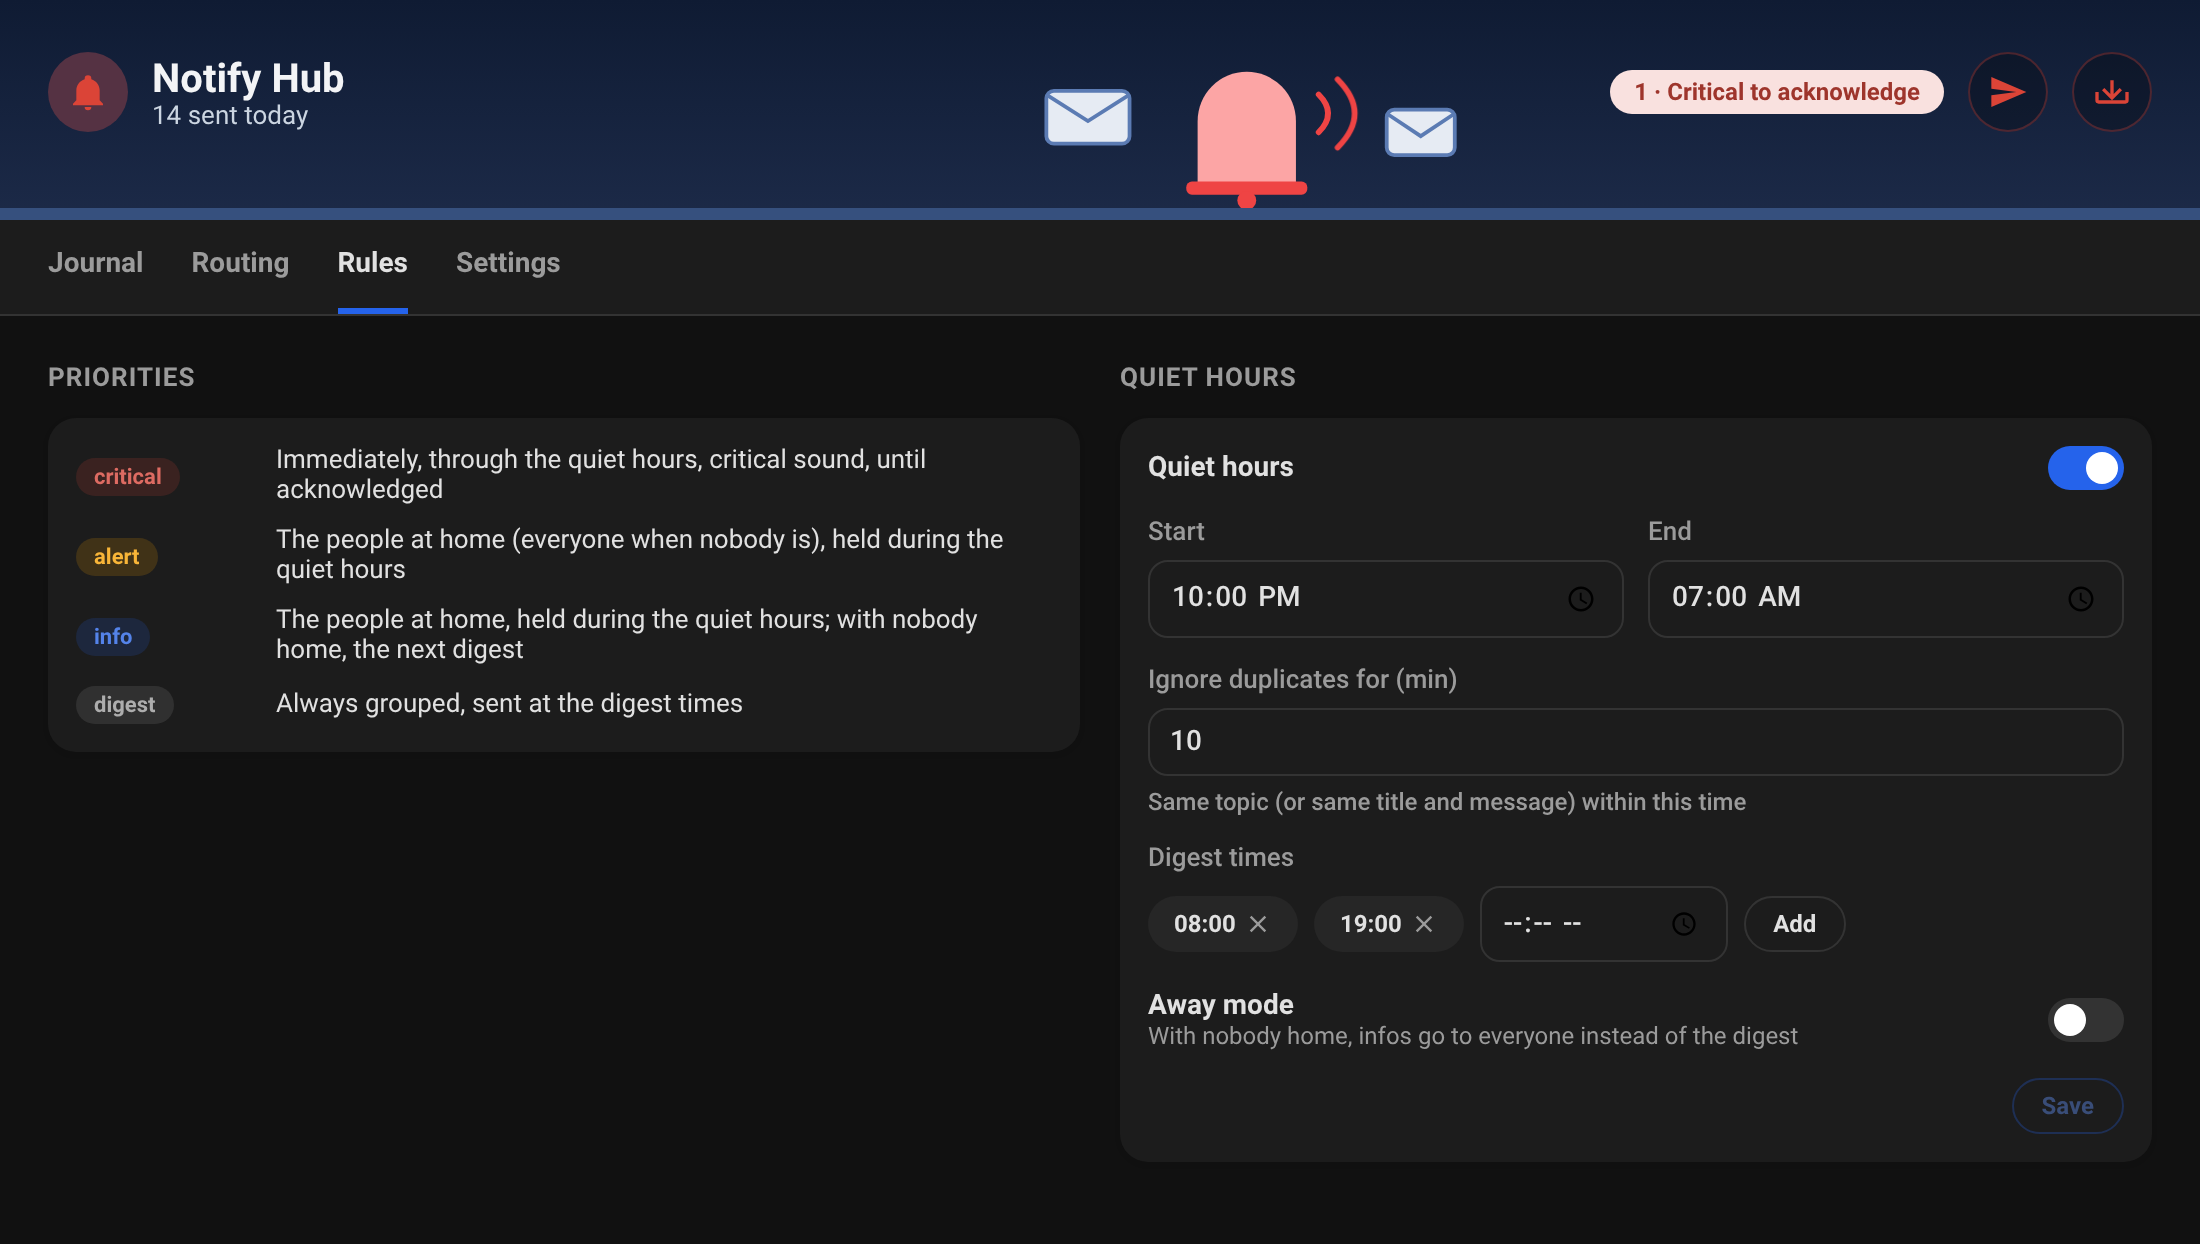 Notify Hub
14 sent today
1 · Critical to acknowledge
Journal
Routing
Rules
Settings
PRIORITIES
critical
Immediately, through the quiet hours, critical sound, until
acknowledged
alert
The people at home (everyone when nobody is), held during the
quiet hours
info
The people at home, held during the quiet hours; with nobody
home, the next digest
digest
Always grouped, sent at the digest times
QUIET HOURS
Quiet hours
Start
End
10:00 PM
07:00 AM
Ignore duplicates for (min)
10
Same topic (or same title and message) within this time
Digest times
08:00
19:00
--:-- --
Add
Away mode
With nobody home, infos go to everyone instead of the digest
Save